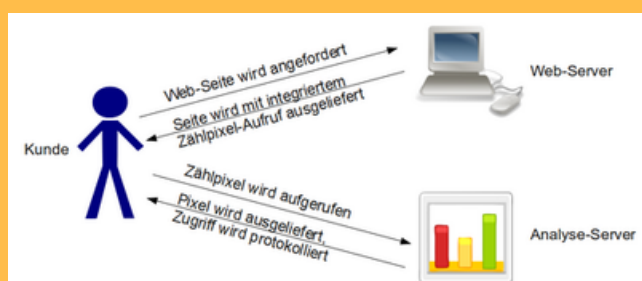 Web-Seite wird angefordert
Web-Server
Seite wird mit integriertem
Zählpixel-Aufruf ausgeliefert
Kunde
Zählpixel wird aufgerufen
Pixel wird ausgeliefert,
Zugriff wird protokolliert
Analyse-Server